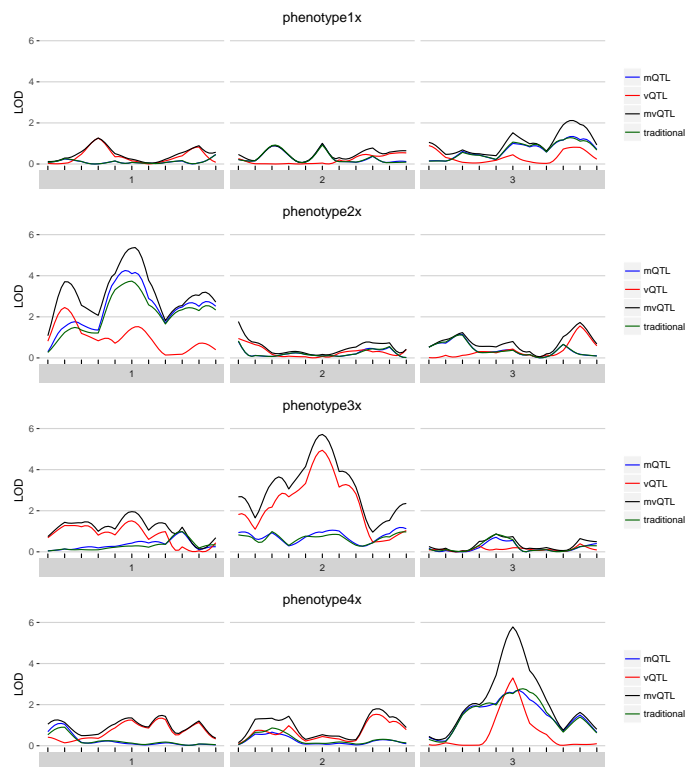 phenotype1x
6
4
2
0
LOD
1
2
3
mQTL
vQTL
mvQTL
traditional
phenotype2x
6
4
2
0
LOD
1
2
3
mQTL
vQTL
mvQTL
traditional
phenotype3x
6
4
2
0
LOD
1
2
3
mQTL
vQTL
mvQTL
traditional
phenotype4x
6
4
2
0
LOD
1
2
3
mQTL
vQTL
mvQTL
traditional